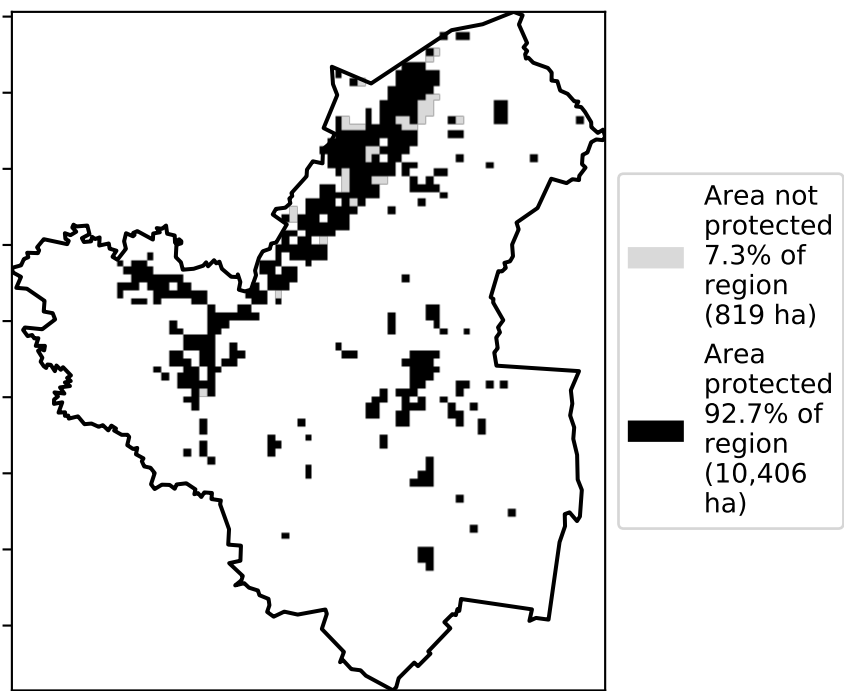 Area not
protected
7.3% of
region
(819 ha)
Area
protected
92.7% of
region
(10,406
ha)